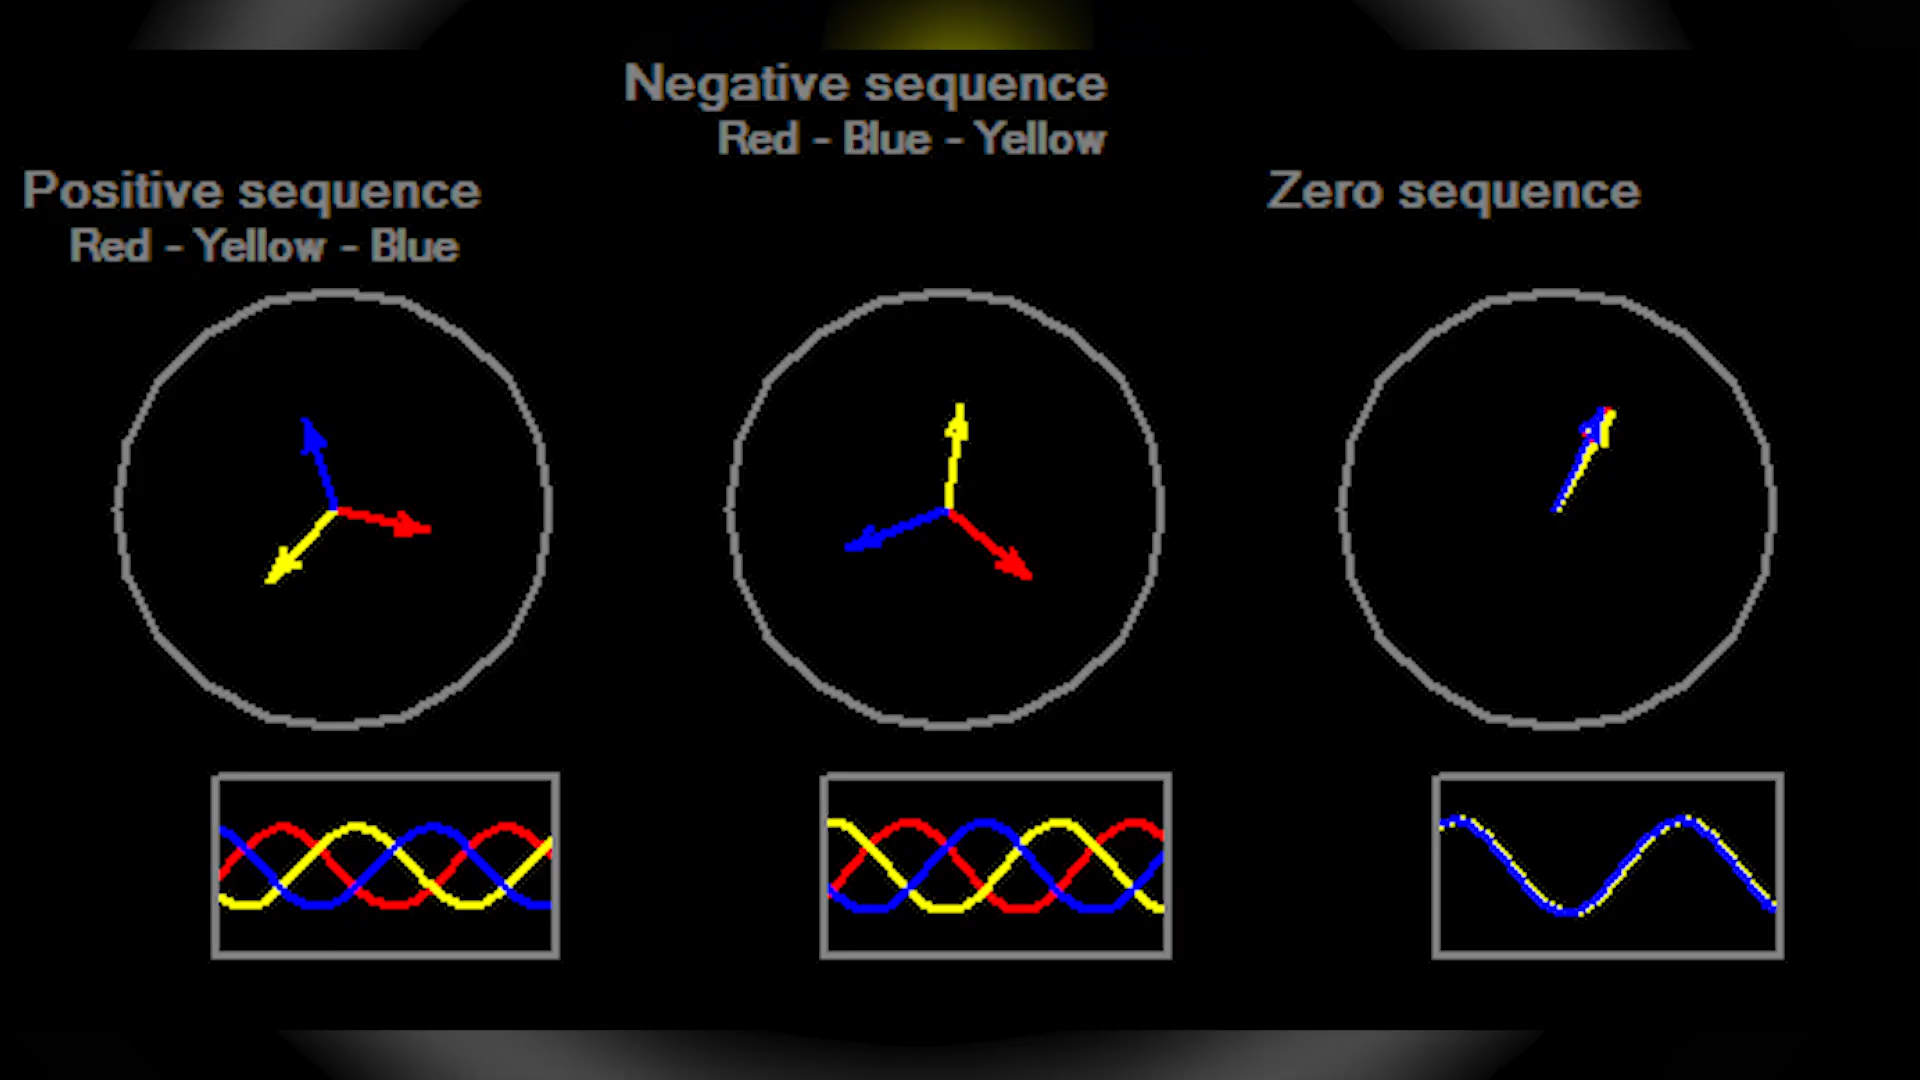 Negative sequence
Red - Blue - Yellow
Positive sequence
Red - Yellow - Blue
Zero sequence